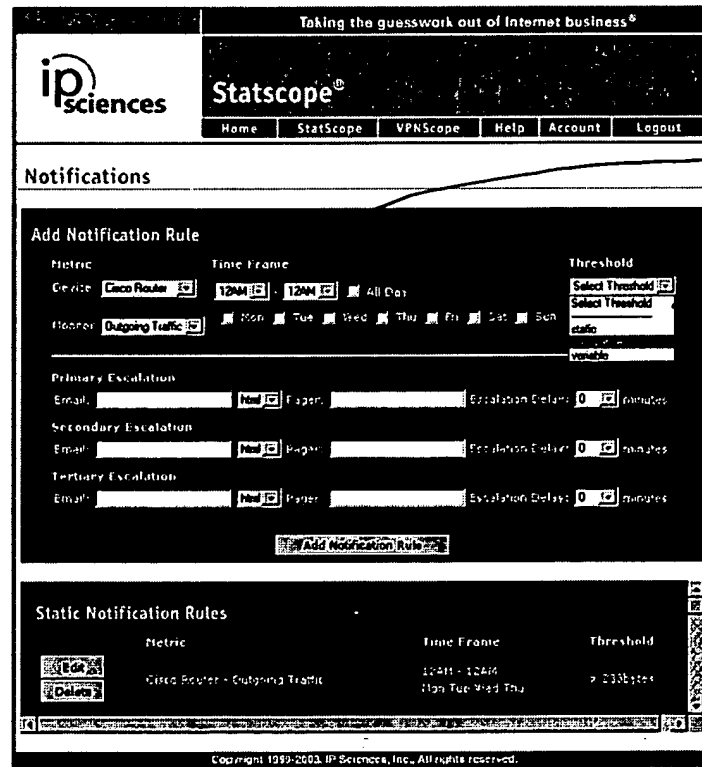 Taking the guesswork out of Internet business®
ip sciences
Statscope®
Home StatScope VPNScope Help Account Logout
Notifications
Add Notification Rule
Metric Time Frame Threshold
Device: Cisco Router 12AM - 12AM All Day Select Threshold
Select Threshold
Monitor: Outgoing Traffic Mon Tue Wed Thu Fri Sat Sun
static
variable
Primary Escalation
Email: html Pager: Escalation Delay: 0 minutes
Secondary Escalation
Email: html Pager: Escalation Delay: 0 minutes
Tertiary Escalation
Email: html Pager: Escalation Delay: 0 minutes
Add Notification Rule
Static Notification Rules
Metric Time Frame Threshold
Edit
Delete
Cisco Router - Outgoing Traffic
12AM - 12AM
Mon Tue Wed Thu
Copyright 1999-2003. IP Sciences, Inc., All rights reserved.